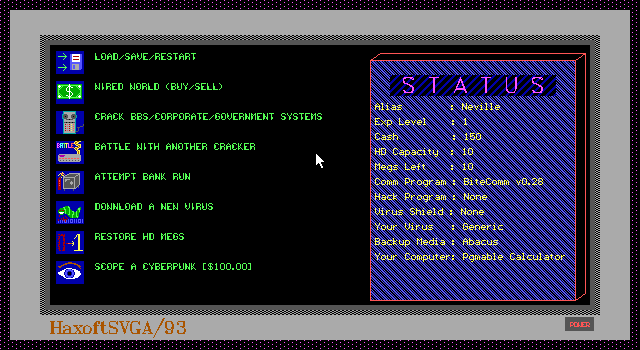 LOAD/SAVE/RESTART
WIRED WORLD (BUY/SELL)
CRACK BBS/CORPORATE/GOVERNMENT SYSTEMS
BATTLE
BATTLE WITH ANOTHER CRACKER
ATTEMPT BANK RUN
DOWNLOAD A NEW VIRUS
0→1
RESTORE HD MEGS
SCOPE A CYBERPUNK [$100.00]
STATUS
Alias : Neville
Exp Level : 1
Cash : 150
HD Capacity : 10
Megs Left : 10
Comm Program : BiteComm v0.28
Hack Program : None
Virus Shield : None
Your Virus : Generic
Backup Media : Abacus
Your Computer: Pgmable Calculator
HaxoftSVGA/93
POWER